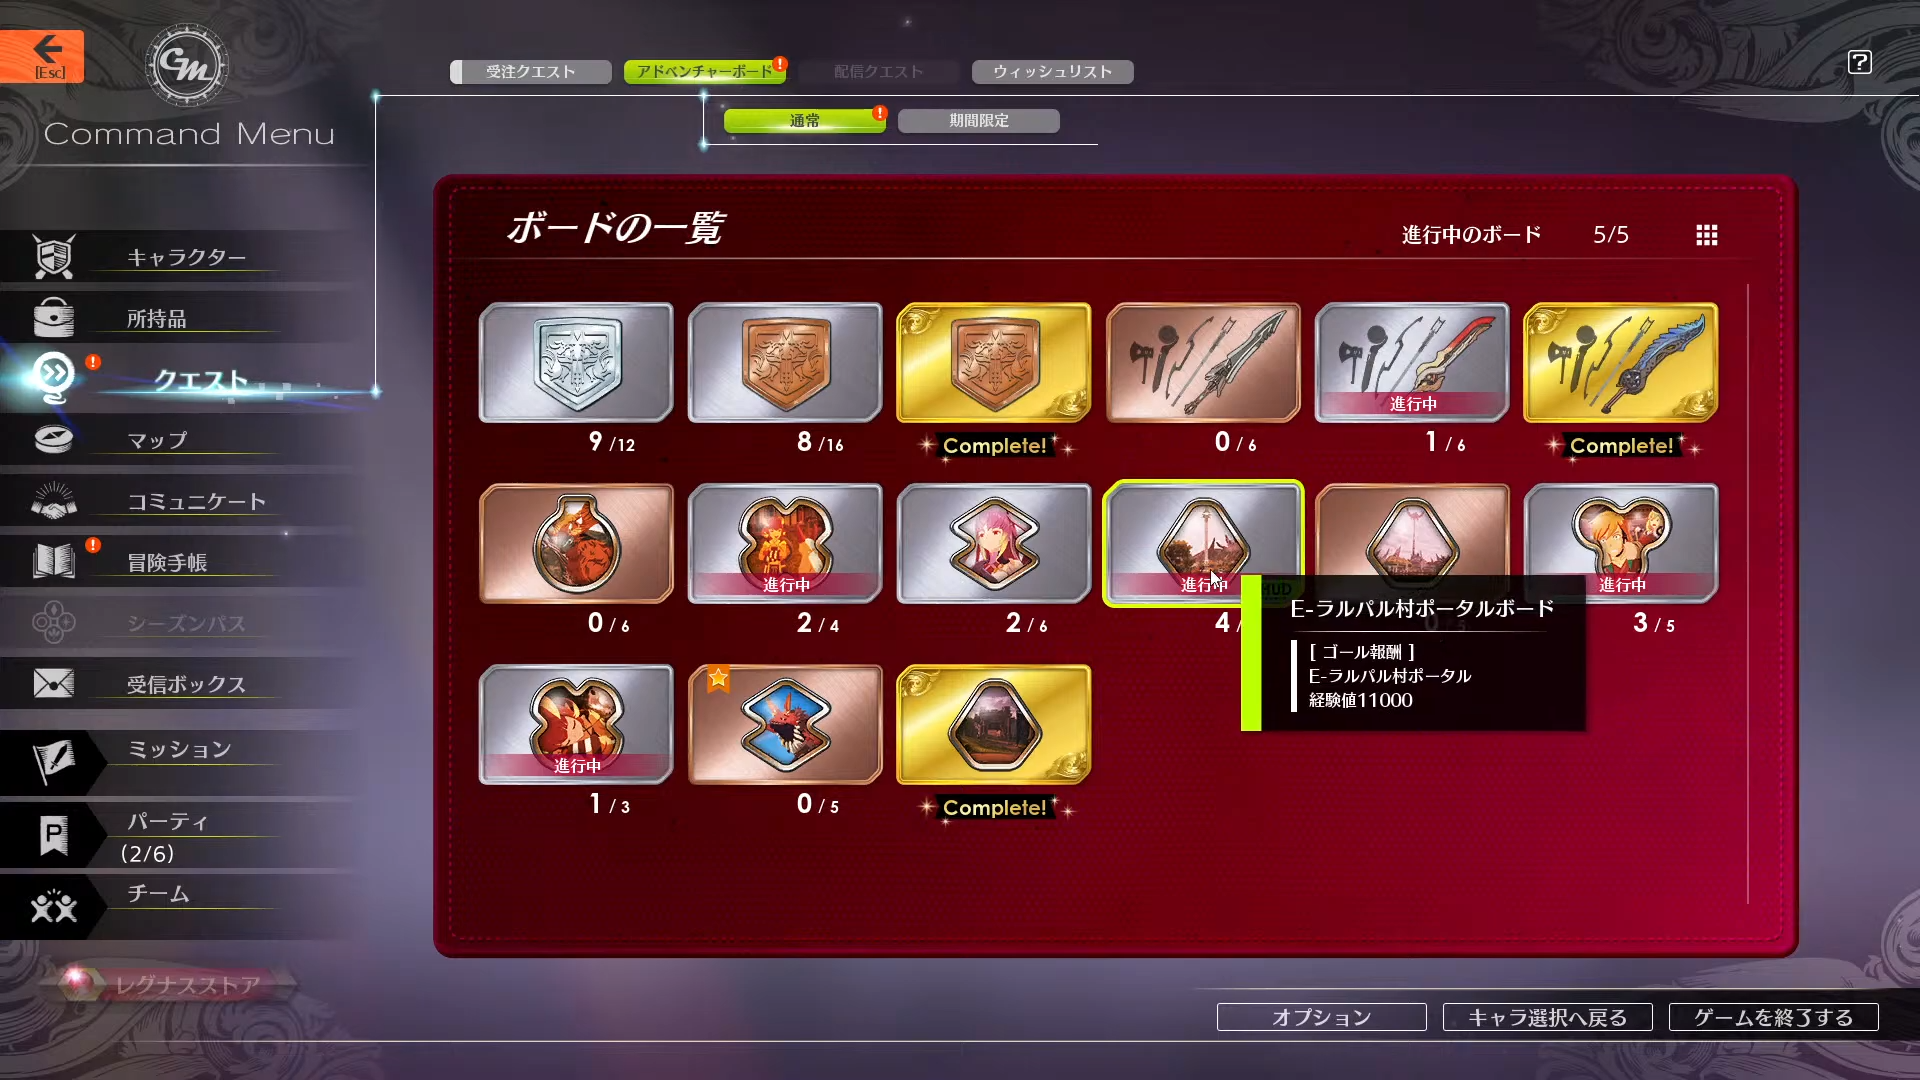 [Esc]
GM
Command Menu
受注クエスト
アドベンチャーボード
配信クエスト
ウィッシュリスト
通常
期間限定
?
キャラクター
所持品
クエスト
マップ
コミュニケート
冒険手帳
シーズンパス
受信ボックス
ミッション
パーティ
(2/6)
チーム
レグナスストア
ボードの一覧
進行中のボード 5/5
進行中
9 /12
8 /16
Complete!
0 / 6
1 / 6
Complete!
進行中
進行中
進行中
0 / 6
2 / 4
2 / 6
4 /
3 / 5
E-ラルパル村ポータルボード
[ ゴール報酬 ]
E-ラルパル村ポータル
経験値11000
進行中
1 / 3
0 / 5
Complete!
オプション
キャラ選択へ戻る
ゲームを終了する